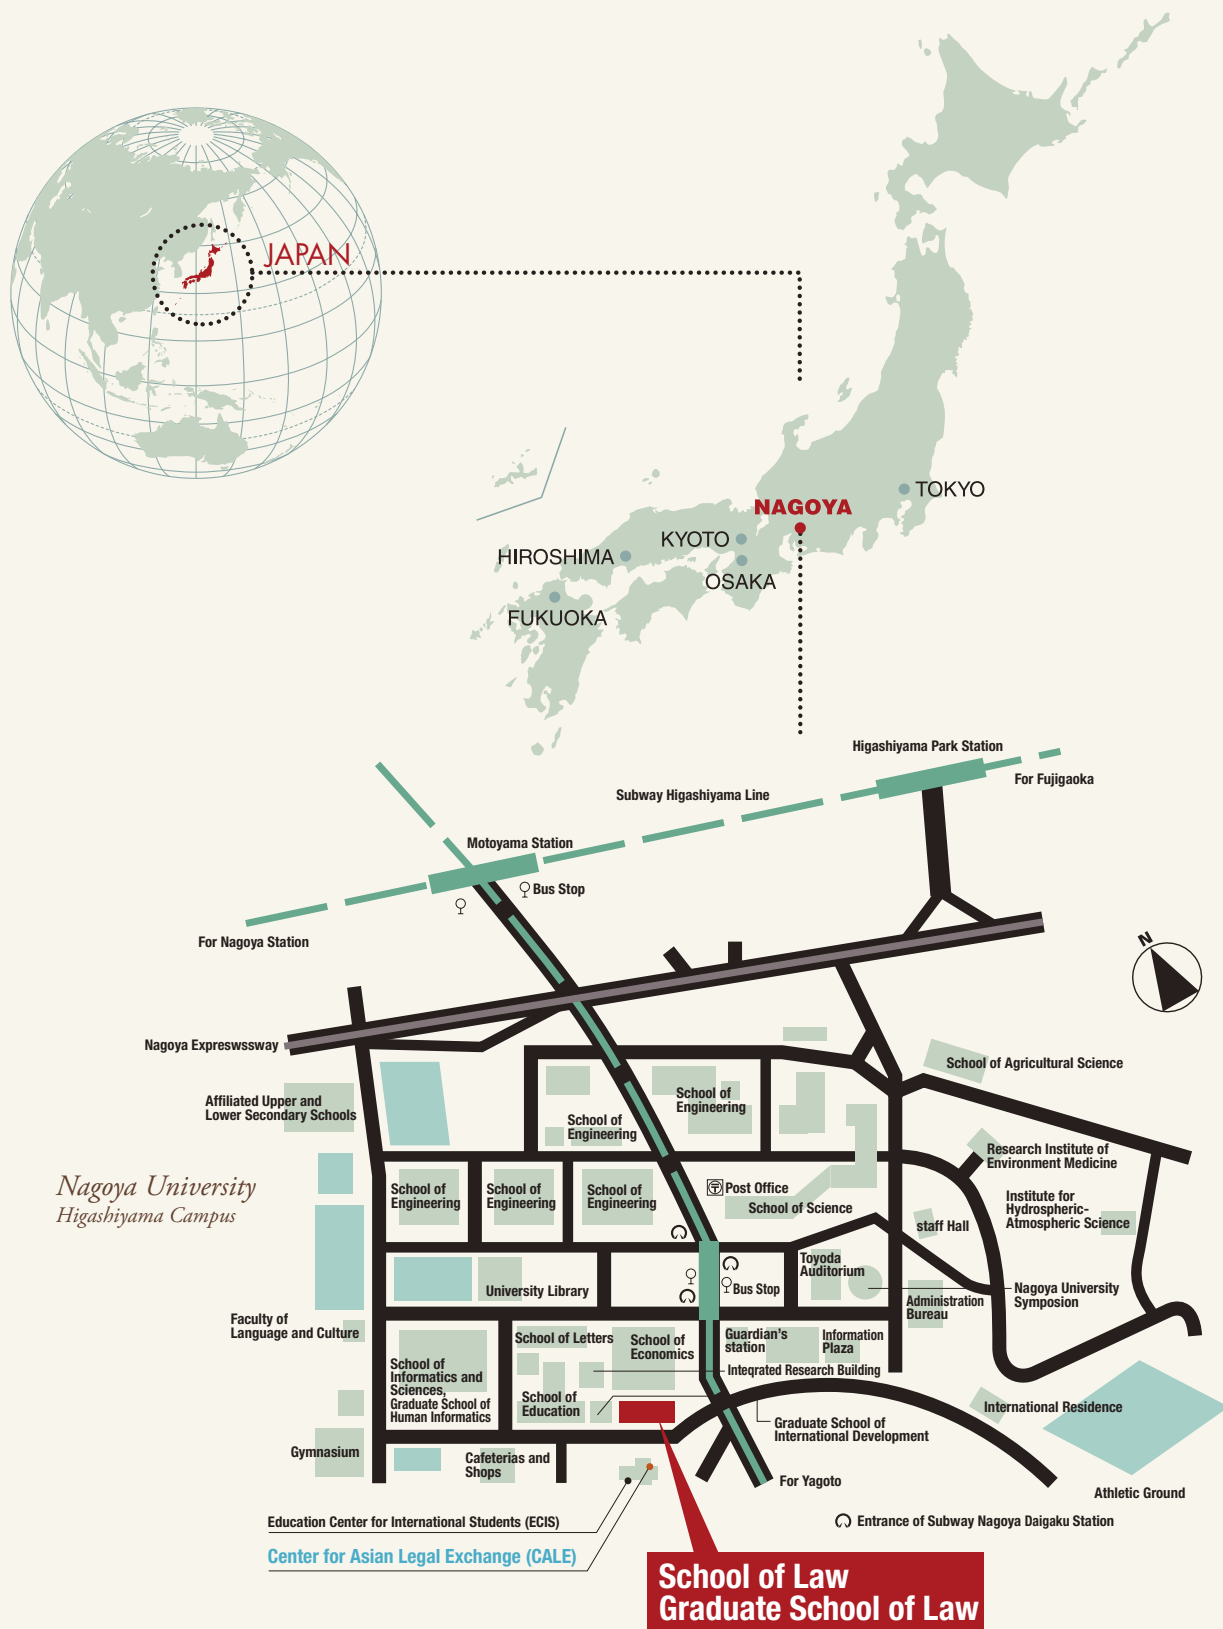 JAPAN
TOKYO
NAGOYA
KYOTO
HIROSHIMA
OSAKA
FUKUOKA
Higashiyama Park Station
For Fujigaoka
Subway Higashiyama Line
Motoyama Station
Bus Stop
For Nagoya Station
N
Nagoya Expreswssway
School of Agricultural Science
Affiliated Upper and
Lower Secondary Schools
School of
Engineering
School of
Engineering
Research Institute of
Environment Medicine
Nagoya University
Higashiyama Campus
School of
Engineering
School of
Engineering
School of
Engineering
Post Office
School of Science
Institute for
Hydrospheric-
Atmospheric Science
staff Hall
Toyoda
Auditorium
University Library
Bus Stop
Administration
Bureau
Nagoya University
Symposion
Faculty of
Language and Culture
School of Letters
School of
Economics
Guardian's
station
Information
Plaza
School of
Informatics and
Sciences,
Graduate School of
Human Informatics
Inteqrated Research Building
School of
Education
International Residence
Graduate School of
International Development
Gymnasium
Cafeterias and
Shops
For Yagoto
Athletic Ground
Education Center for International Students (ECIS)
Entrance of Subway Nagoya Daigaku Station
Center for Asian Legal Exchange (CALE)
School of Law
Graduate School of Law